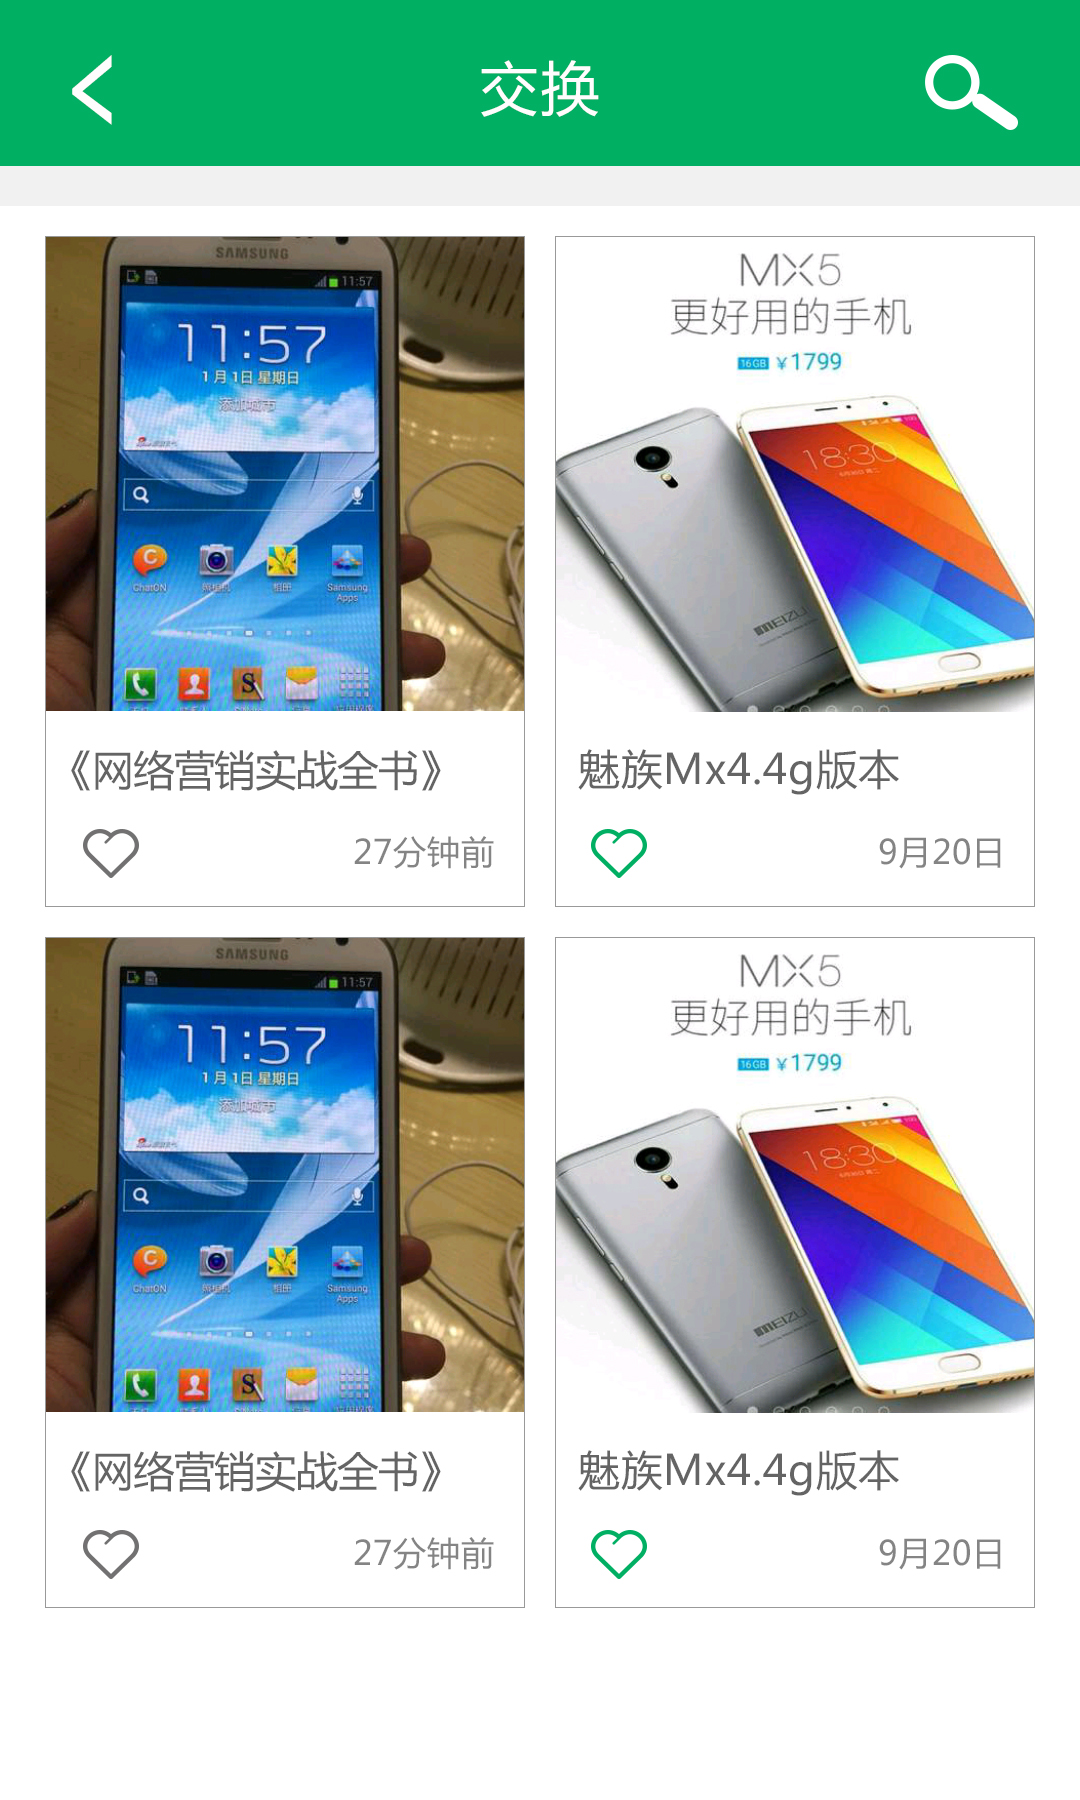 交换
SAMSUNG
11:57
11:57
1月1日 星期日
添加城市
ChatON
照相机
相册
Samsung
Apps
MX5
更好用的手机
16GB ¥1799
18:30
MEIZU
《网络营销实战全书》
27分钟前
魅族Mx4.4g版本
9月20日
SAMSUNG
11:57
11:57
1月1日 星期日
添加城市
ChatON
照相机
相册
Samsung
Apps
MX5
更好用的手机
16GB ¥1799
18:30
MEIZU
《网络营销实战全书》
27分钟前
魅族Mx4.4g版本
9月20日